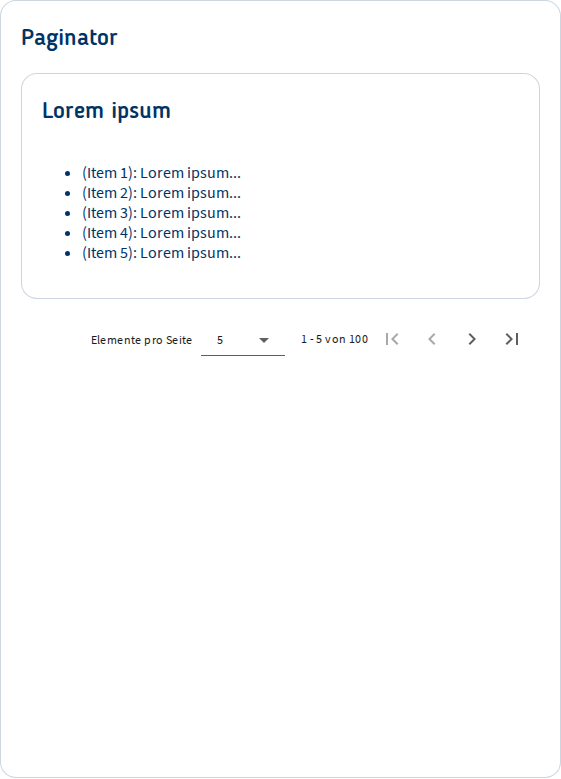 Paginator
Lorem ipsum
• (Item 1): Lorem ipsum...
• (Item 2): Lorem ipsum...
• (Item 3): Lorem ipsum...
• (Item 4): Lorem ipsum...
• (Item 5): Lorem ipsum...
Elemente pro Seite 5 1 - 5 von 100